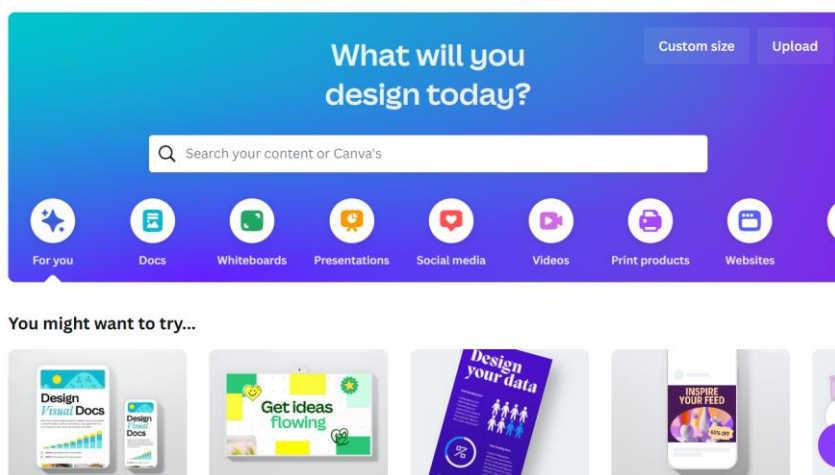 What will you
design today?
Custom size
Upload
Search your content or Canva's
For you
Docs
Whiteboards
Presentations
Social media
Videos
Print products
Websites
You might want to try...
Design
Visual Docs
Design
Visual
Docs
Get ideas
flowing
Design
your data
INSPIRE
YOUR FEED